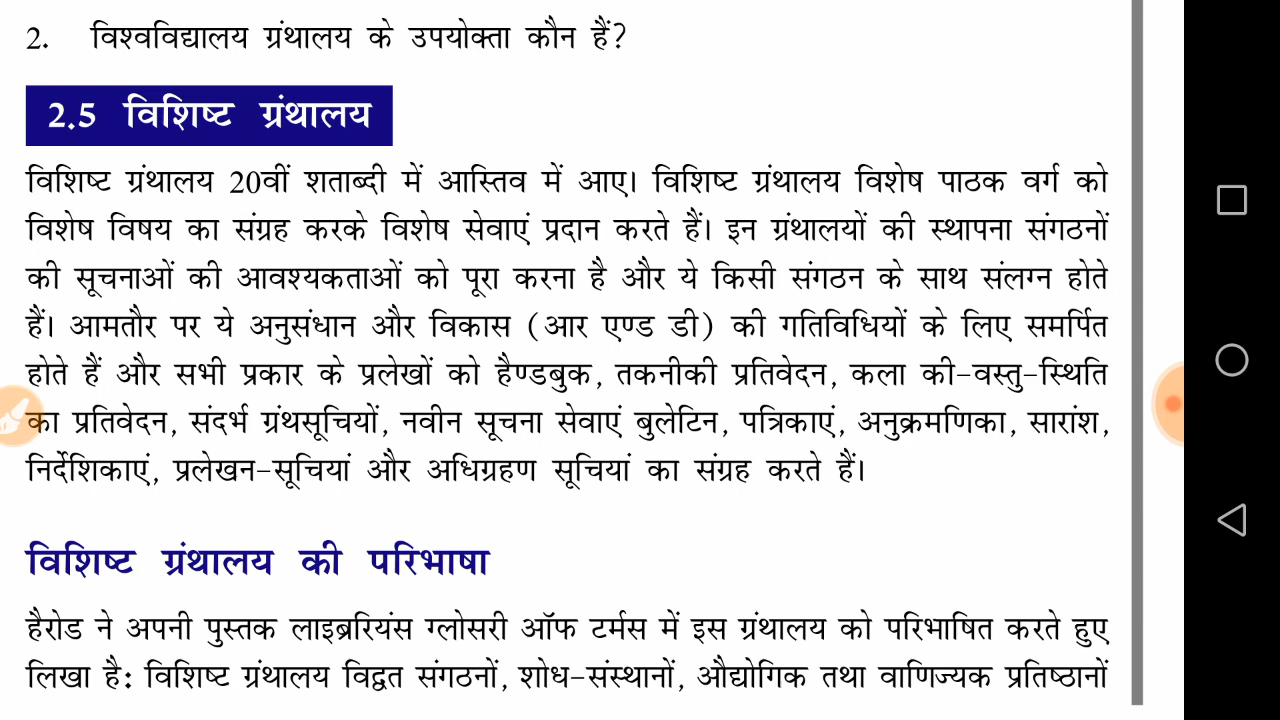 2. विश्वविद्यालय ग्रंथालय के उपयोक्ता कौन हैं?
2.5 विशिष्ट ग्रंथालय
विशिष्ट ग्रंथालय 20वीं शताब्दी में आस्तिव में आए। विशिष्ट ग्रंथालय विशेष पाठक वर्ग को
विशेष विषय का संग्रह करके विशेष सेवाएं प्रदान करते हैं। इन ग्रंथालयों की स्थापना संगठनों
की सूचनाओं की आवश्यकताओं को पूरा करना है और ये किसी संगठन के साथ संलग्न होते
हैं। आमतौर पर ये अनुसंधान और विकास (आर एण्ड डी) की गतिविधियों के लिए समर्पित
होते हैं और सभी प्रकार के प्रलेखों को हैण्डबुक, तकनीकी प्रतिवेदन, कला की-वस्तु-स्थिति
का प्रतिवेदन, संदर्भ ग्रंथसूचियों, नवीन सूचना सेवाएं बुलेटिन, पत्रिकाएं, अनुक्रमणिका, सारांश,
निर्देशिकाएं, प्रलेखन-सूचियां और अधिग्रहण सूचियां का संग्रह करते हैं।
विशिष्ट ग्रंथालय की परिभाषा
हैरोड ने अपनी पुस्तक लाइब्ररियंस ग्लोसरी ऑफ टर्मस में इस ग्रंथालय को परिभाषित करते हुए
लिखा है: विशिष्ट ग्रंथालय विद्वत संगठनों, शोध-संस्थानों, औद्योगिक तथा वाणिज्यक प्रतिष्ठानों